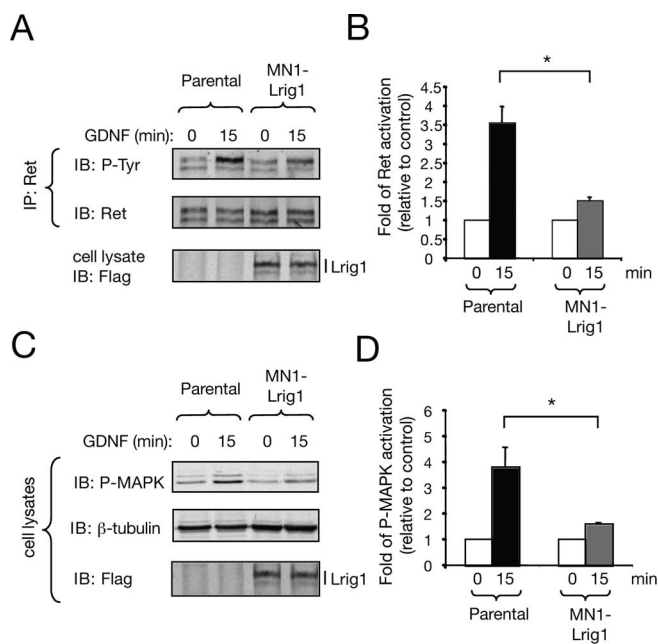 A
Parental
MN1-
Lrig1
GDNF (min):
0 15 0 15
IP: Ret
IB: P-Tyr
IB: Ret
cell lysate
IB: Flag
Lrig1
B
*
Fold of Ret activation
(relative to control)
4.5
4
3.5
3
2.5
2
1.5
1
0.5
0
0 15 0 15 min
Parental
MN1-
Lrig1
C
Parental
MN1-
Lrig1
GDNF (min):
0 15 0 15
cell lysates
IB: P-MAPK
IB: β-tubulin
IB: Flag
Lrig1
D
*
Fold of P-MAPK activation
(relative to control)
6
5
4
3
2
1
0
0 15 0 15 min
Parental
MN1-
Lrig1